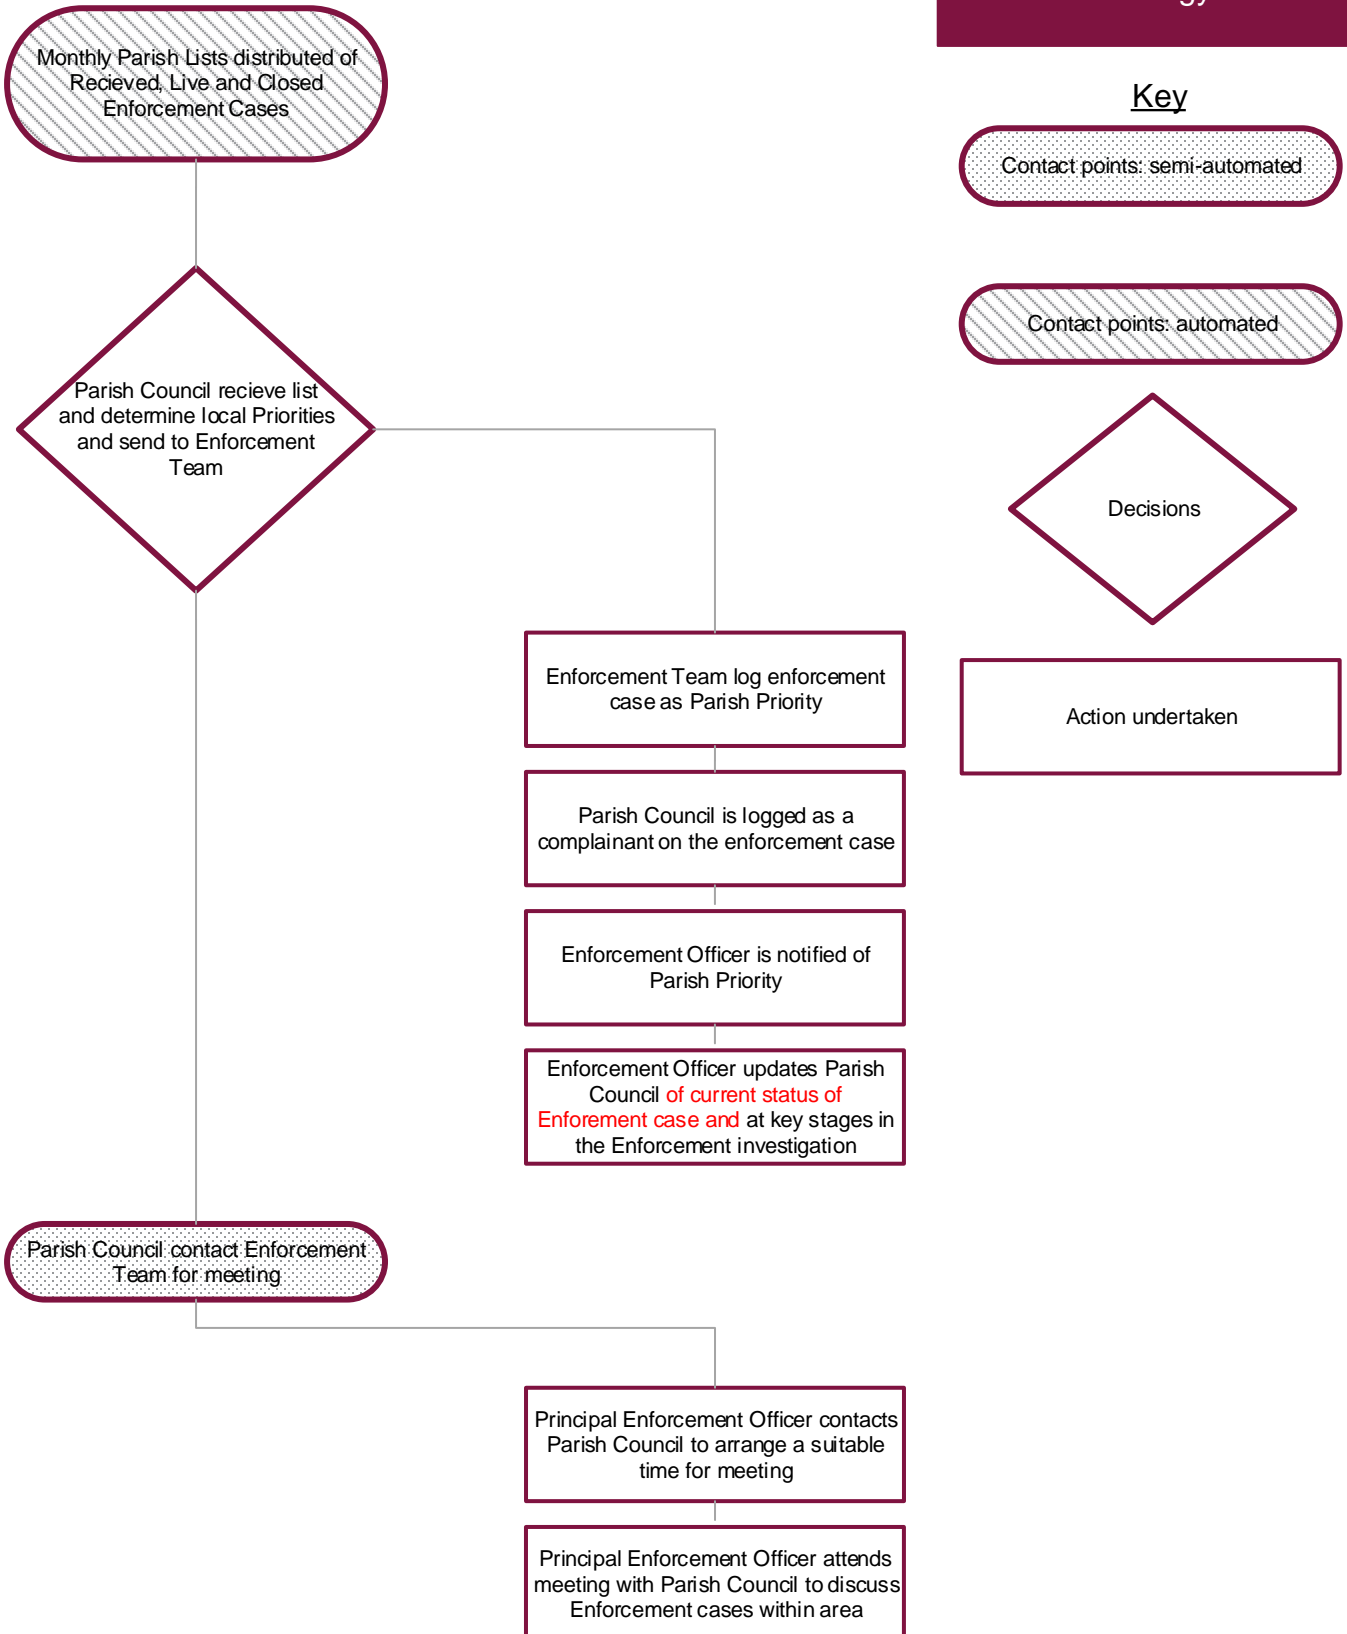 Monthly Parish Lists distributed of
Recieved, Live and Closed
Enforcement Cases
Key
Contact points: semi-automated
Contact points: automated
Parish Council recieve list
and determine local Priorities
and send to Enforcement
Team
Decisions
Enforcement Team log enforcement
case as Parish Priority
Action undertaken
Parish Council is logged as a
complainant on the enforcement case
Enforcement Officer is notified of
Parish Priority
Enforcement Officer updates Parish
Council of current status of
Enforement case and at key stages in
the Enforcement investigation
Parish Council contact Enforcement
Team for meeting
Principal Enforcement Officer contacts
Parish Council to arrange a suitable
time for meeting
Principal Enforcement Officer attends
meeting with Parish Council to discuss
Enforcement cases within area